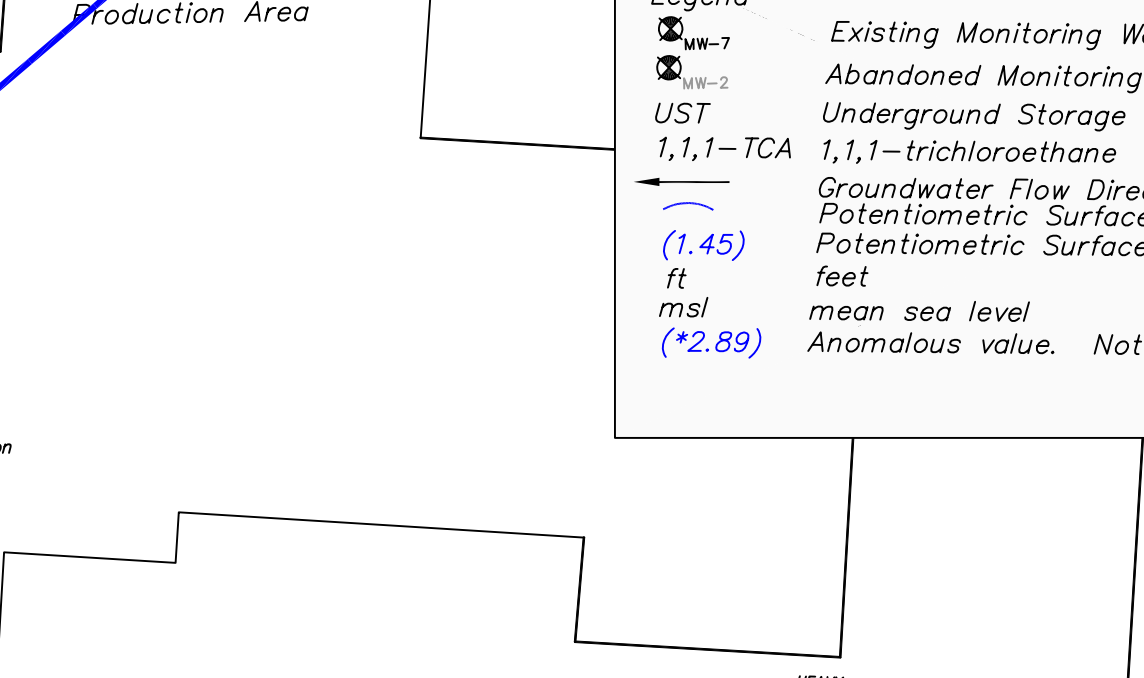 Production Area
Legend
MW-7 Existing Monitoring
MW-2 Abandoned Monitoring
UST Underground Storage
1,1,1-TCA 1,1,1-trichloroethane
Groundwater Flow
Potentiometric Surface
(1.45) Potentiometric Surface
ft feet
msl mean sea level
(*2.89) Anomalous value. Not